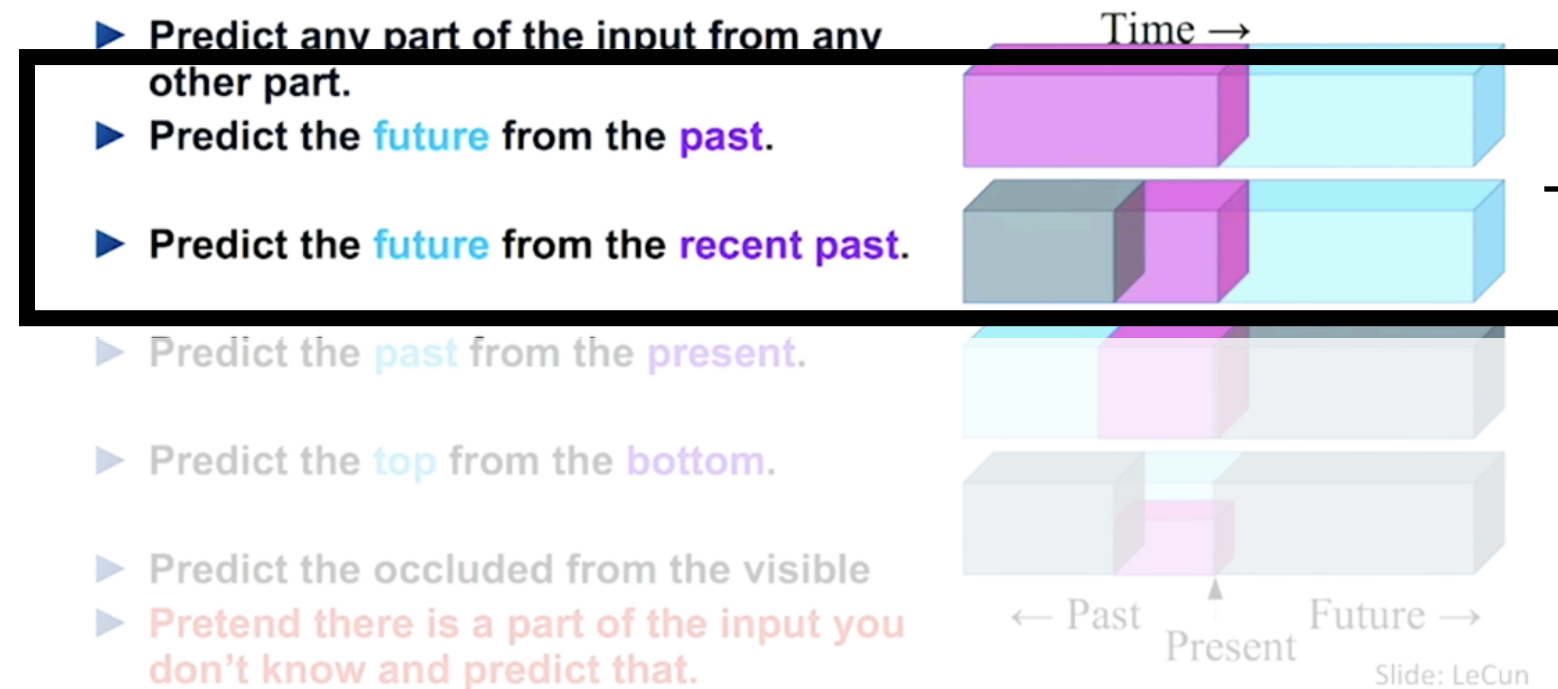 Predict any part of the input from any
other part.
Predict the future from the past.
Predict the future from the recent past.
Predict the past from the present.
Predict the top from the bottom.
Predict the occluded from the visible
Pretend there is a part of the input you
don't know and predict that.
Time →
← Past
Present
Future →
Slide: LeCun